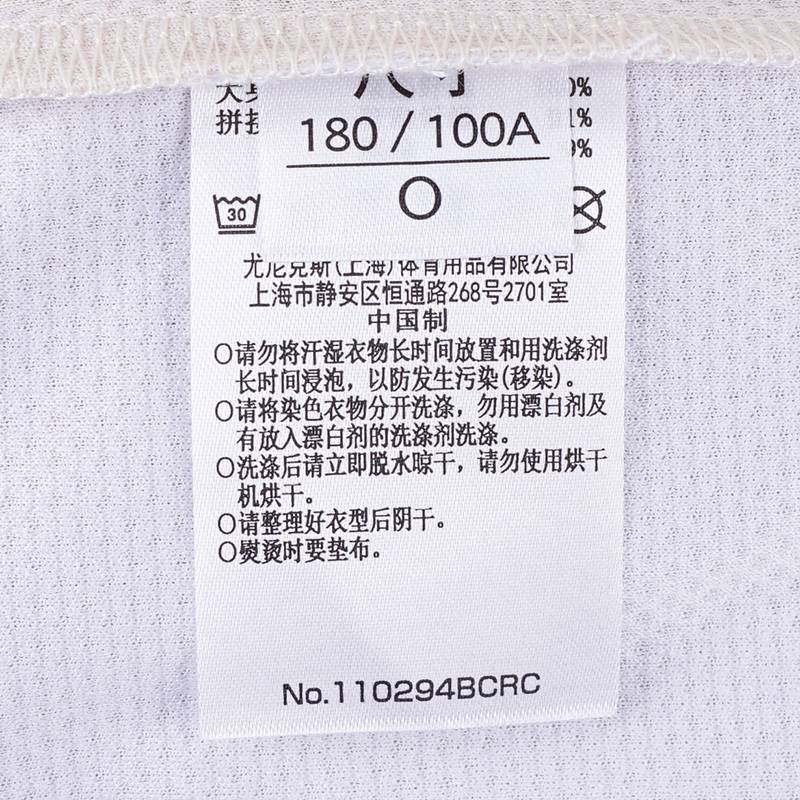 尺寸
180 / 100A
O
拼接
1%
9%
30
尤尼克斯(上海)体育用品有限公司
上海市静安区恒通路268号2701室
中国制
○请勿将汗湿衣物长时间放置和用洗涤剂
长时间浸泡，以防发生污染(移染)。
○请将染色衣物分开洗涤，勿用漂白剂及
有放入漂白剂的洗涤剂洗涤。
○洗涤后请立即脱水晾干，请勿使用烘干
机烘干。
○请整理好衣型后阴干。
○熨烫时要垫布。
No.110294BCRC